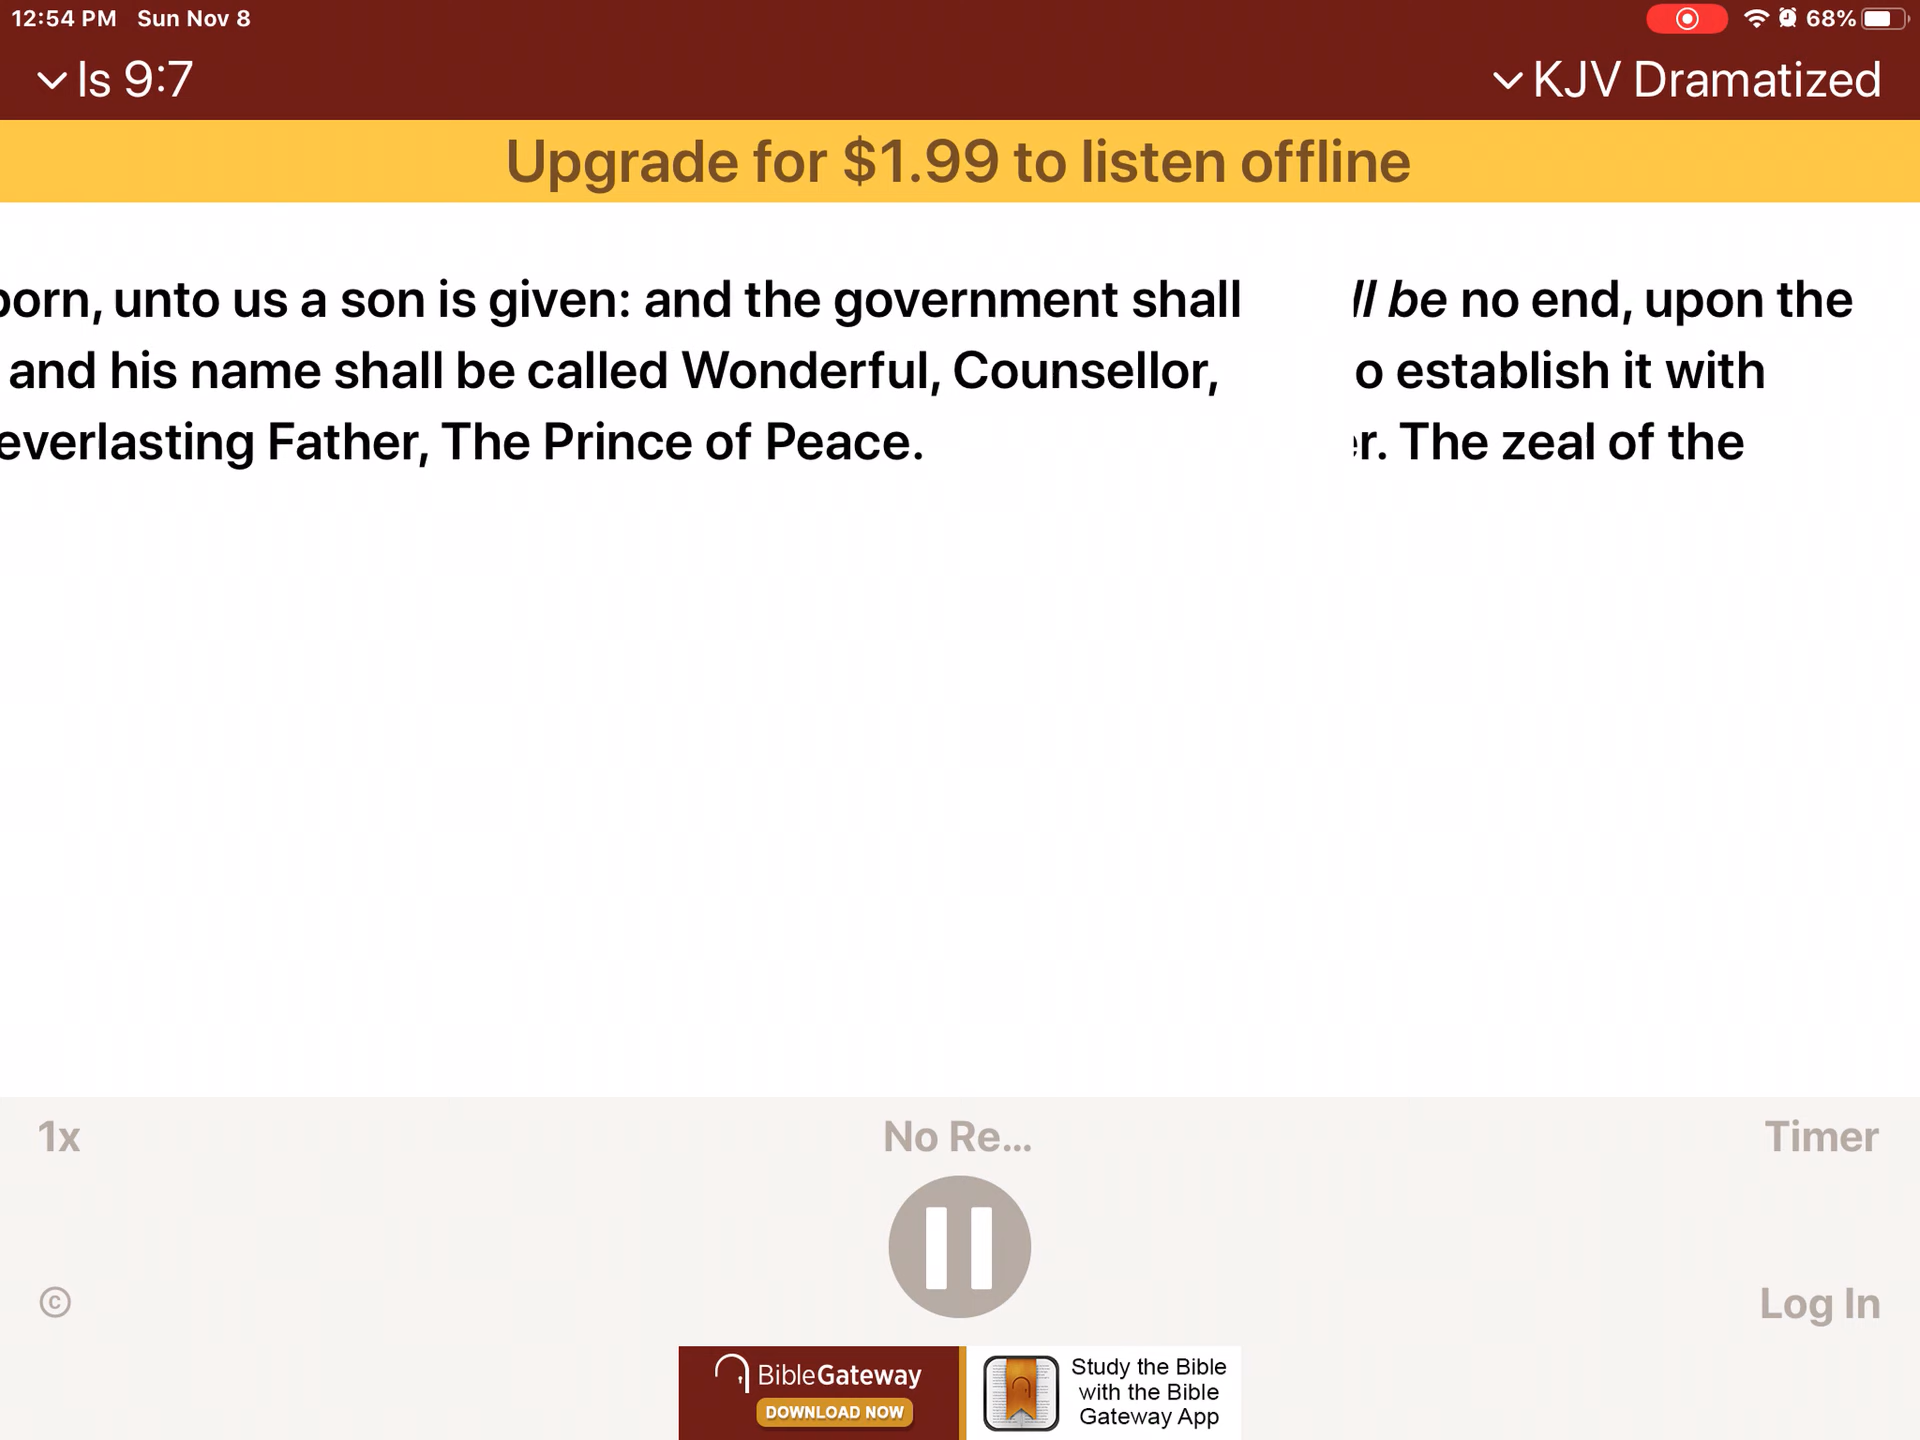 12:54 PM Sun Nov 8
68%
Is 9:7
KJV Dramatized
Upgrade for $1.99 to listen offline
born, unto us a son is given: and the government shall
and his name shall be called Wonderful, Counsellor,
everlasting Father, The Prince of Peace.
ll be no end, upon the
o establish it with
r. The zeal of the
1x
No Re...
Timer
©
Log In
BibleGateway
DOWNLOAD NOW
Study the Bible
with the Bible
Gateway App